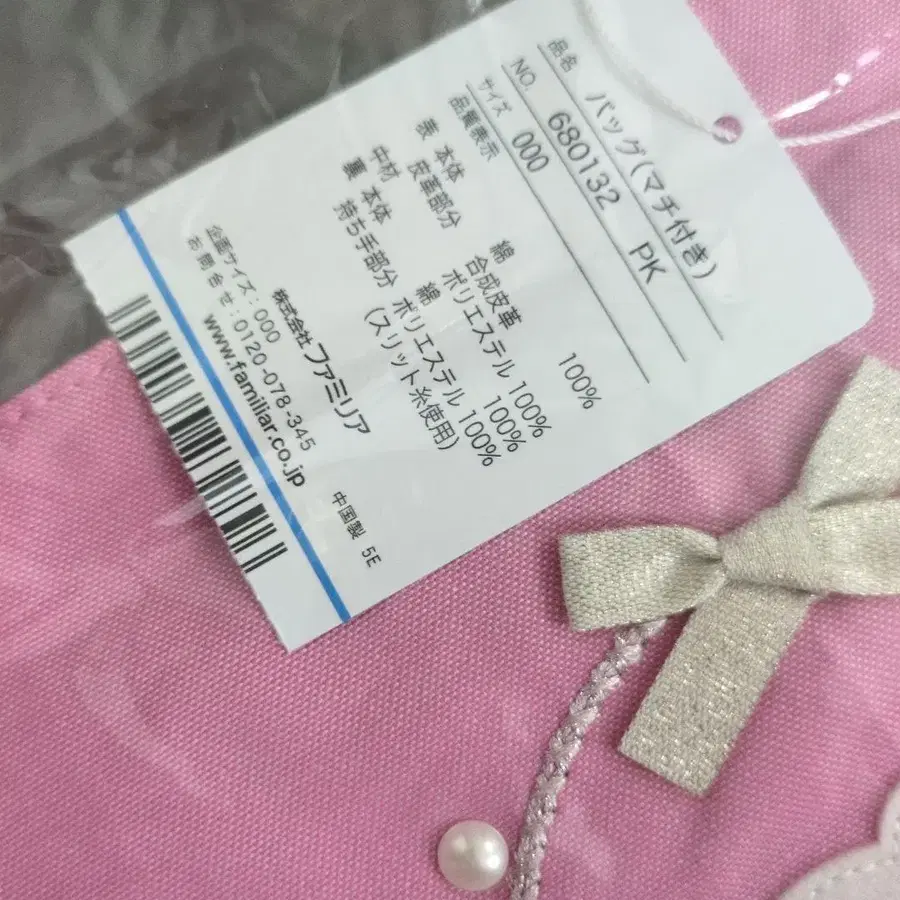 品名 バッグ(マチ付き)
NO. 680132 PK
サイズ 000
品質表示
表 本体 綿 100%
皮革部分 合成皮革
中材 ポリエステル 100%
裏 本体 綿 100%
持ち手部分 ポリエステル 100%
(スリット糸使用)
株式会社 ファミリア
企画サイズ:000
お問合せ:0120-078-345
www.familiar.co.jp
中国製 5E